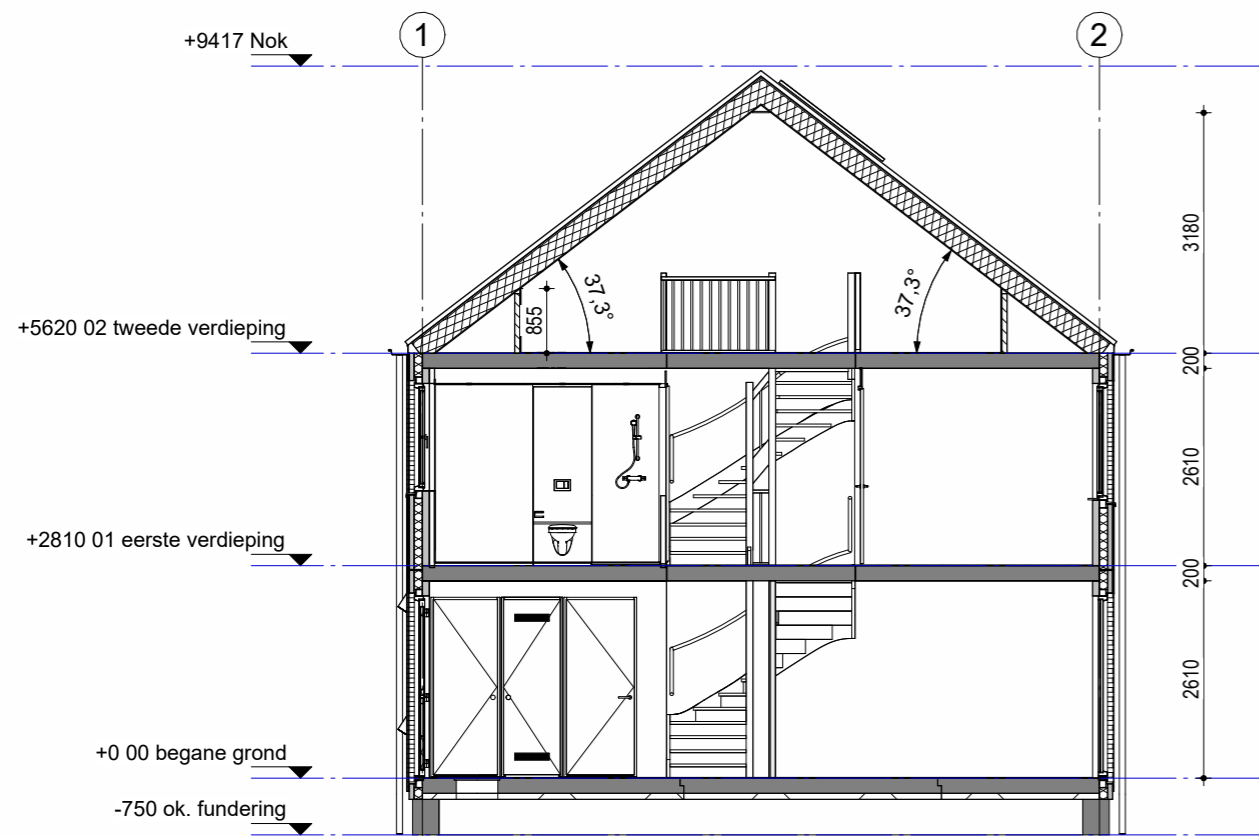 +9417 Nok
1
2
3180
37,3°
37,3°
855
+5620 02 tweede verdieping
200
2610
+2810 01 eerste verdieping
200
2610
+0 00 begane grond
-750 ok. fundering